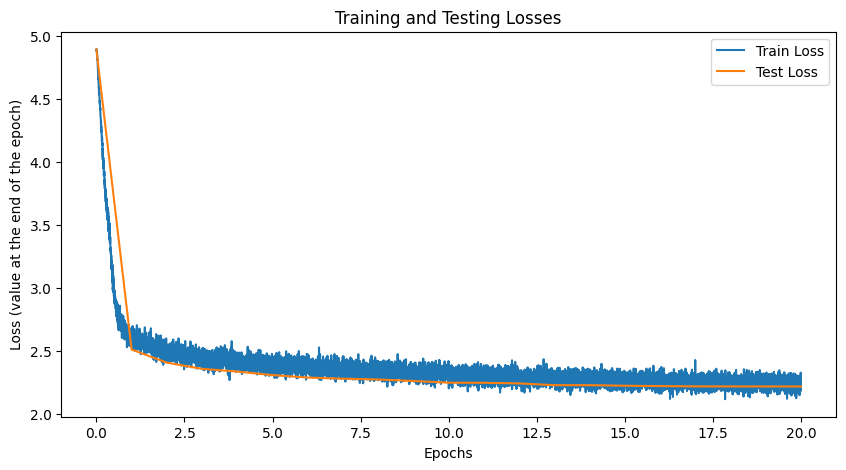 Training and Testing Losses
Train Loss
Test Loss
Loss (value at the end of the epoch)
5.0
4.5
4.0
3.5
3.0
2.5
2.0
0.0 2.5 5.0 7.5 10.0 12.5 15.0 17.5 20.0
Epochs